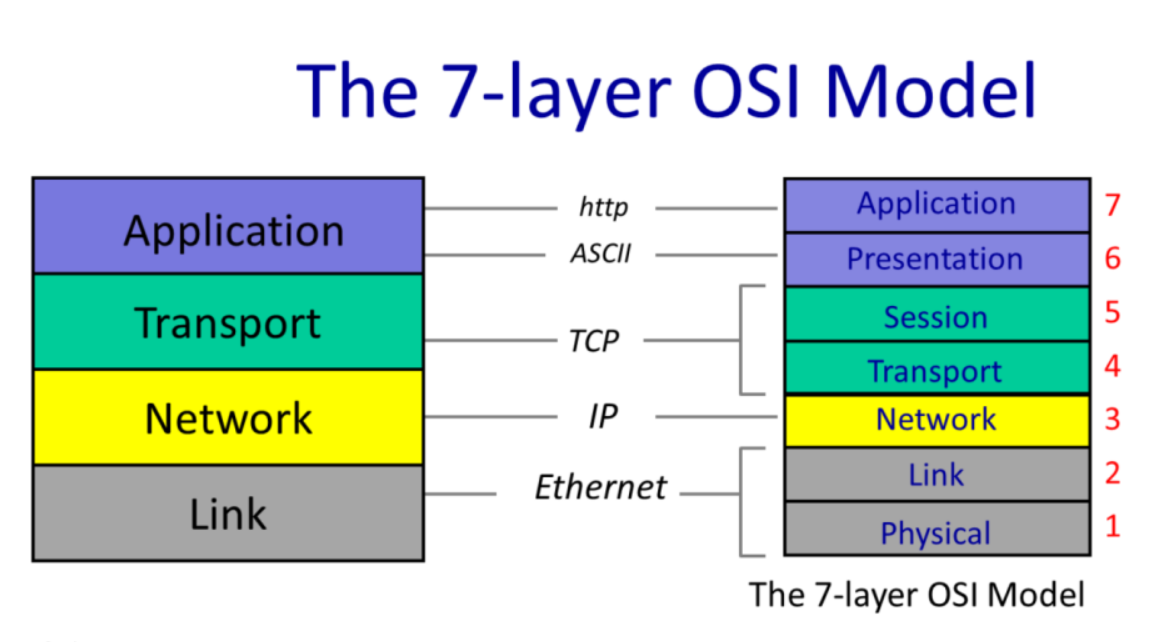 The 7-layer OSI Model
Application
Transport
Network
Link
http
ASCII
TCP
IP
Ethernet
Application 7
Presentation 6
Session 5
Transport 4
Network 3
Link 2
Physical 1
The 7-layer OSI Model